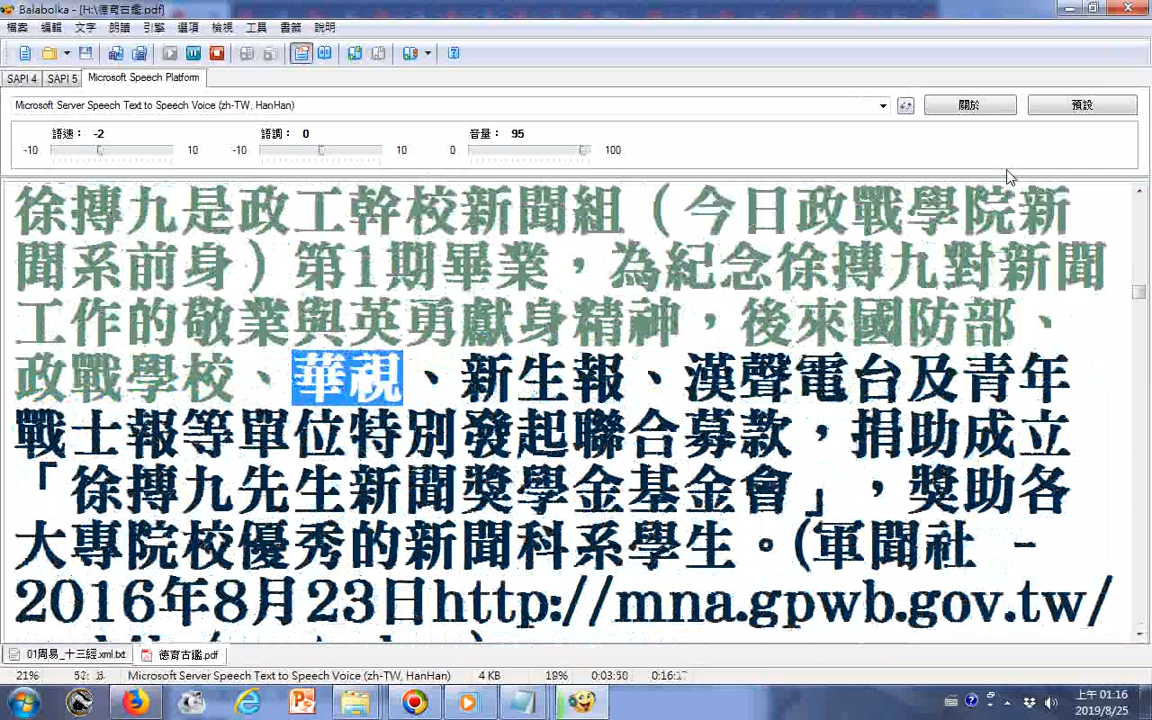 Balabolka - [H:\德育古鑑.pdf]
檔案 編輯 文字 朗讀 引擎 選項 檢視 工具 書籤 說明
SAPI 4 SAPI 5 Microsoft Speech Platform
Microsoft Server Speech Text to Speech Voice (zh-TW, HanHan) 關於 預設
語速: -2 語調: 0 音量: 95
-10 10 -10 10 0 100
徐摶九是政工幹校新聞組（今日政戰學院新
聞系前身）第1期畢業，為紀念徐摶九對新聞
工作的敬業與英勇獻身精神，後來國防部、
政戰學校、華視、新生報、漢聲電台及青年
戰士報等單位特別發起聯合募款，捐助成立
「徐摶九先生新聞獎學金基金會」，獎助各
大專院校優秀的新聞科系學生。(軍聞社 -
2016年8月23日http://mna.gpwb.gov.tw/
01周易_十三經.xml.txt 德育古鑑.pdf
21% Microsoft Server Speech Text to Speech Voice (zh-TW, HanHan) 4 KB 18% 0:03:50
上午 01:16
2019/8/25